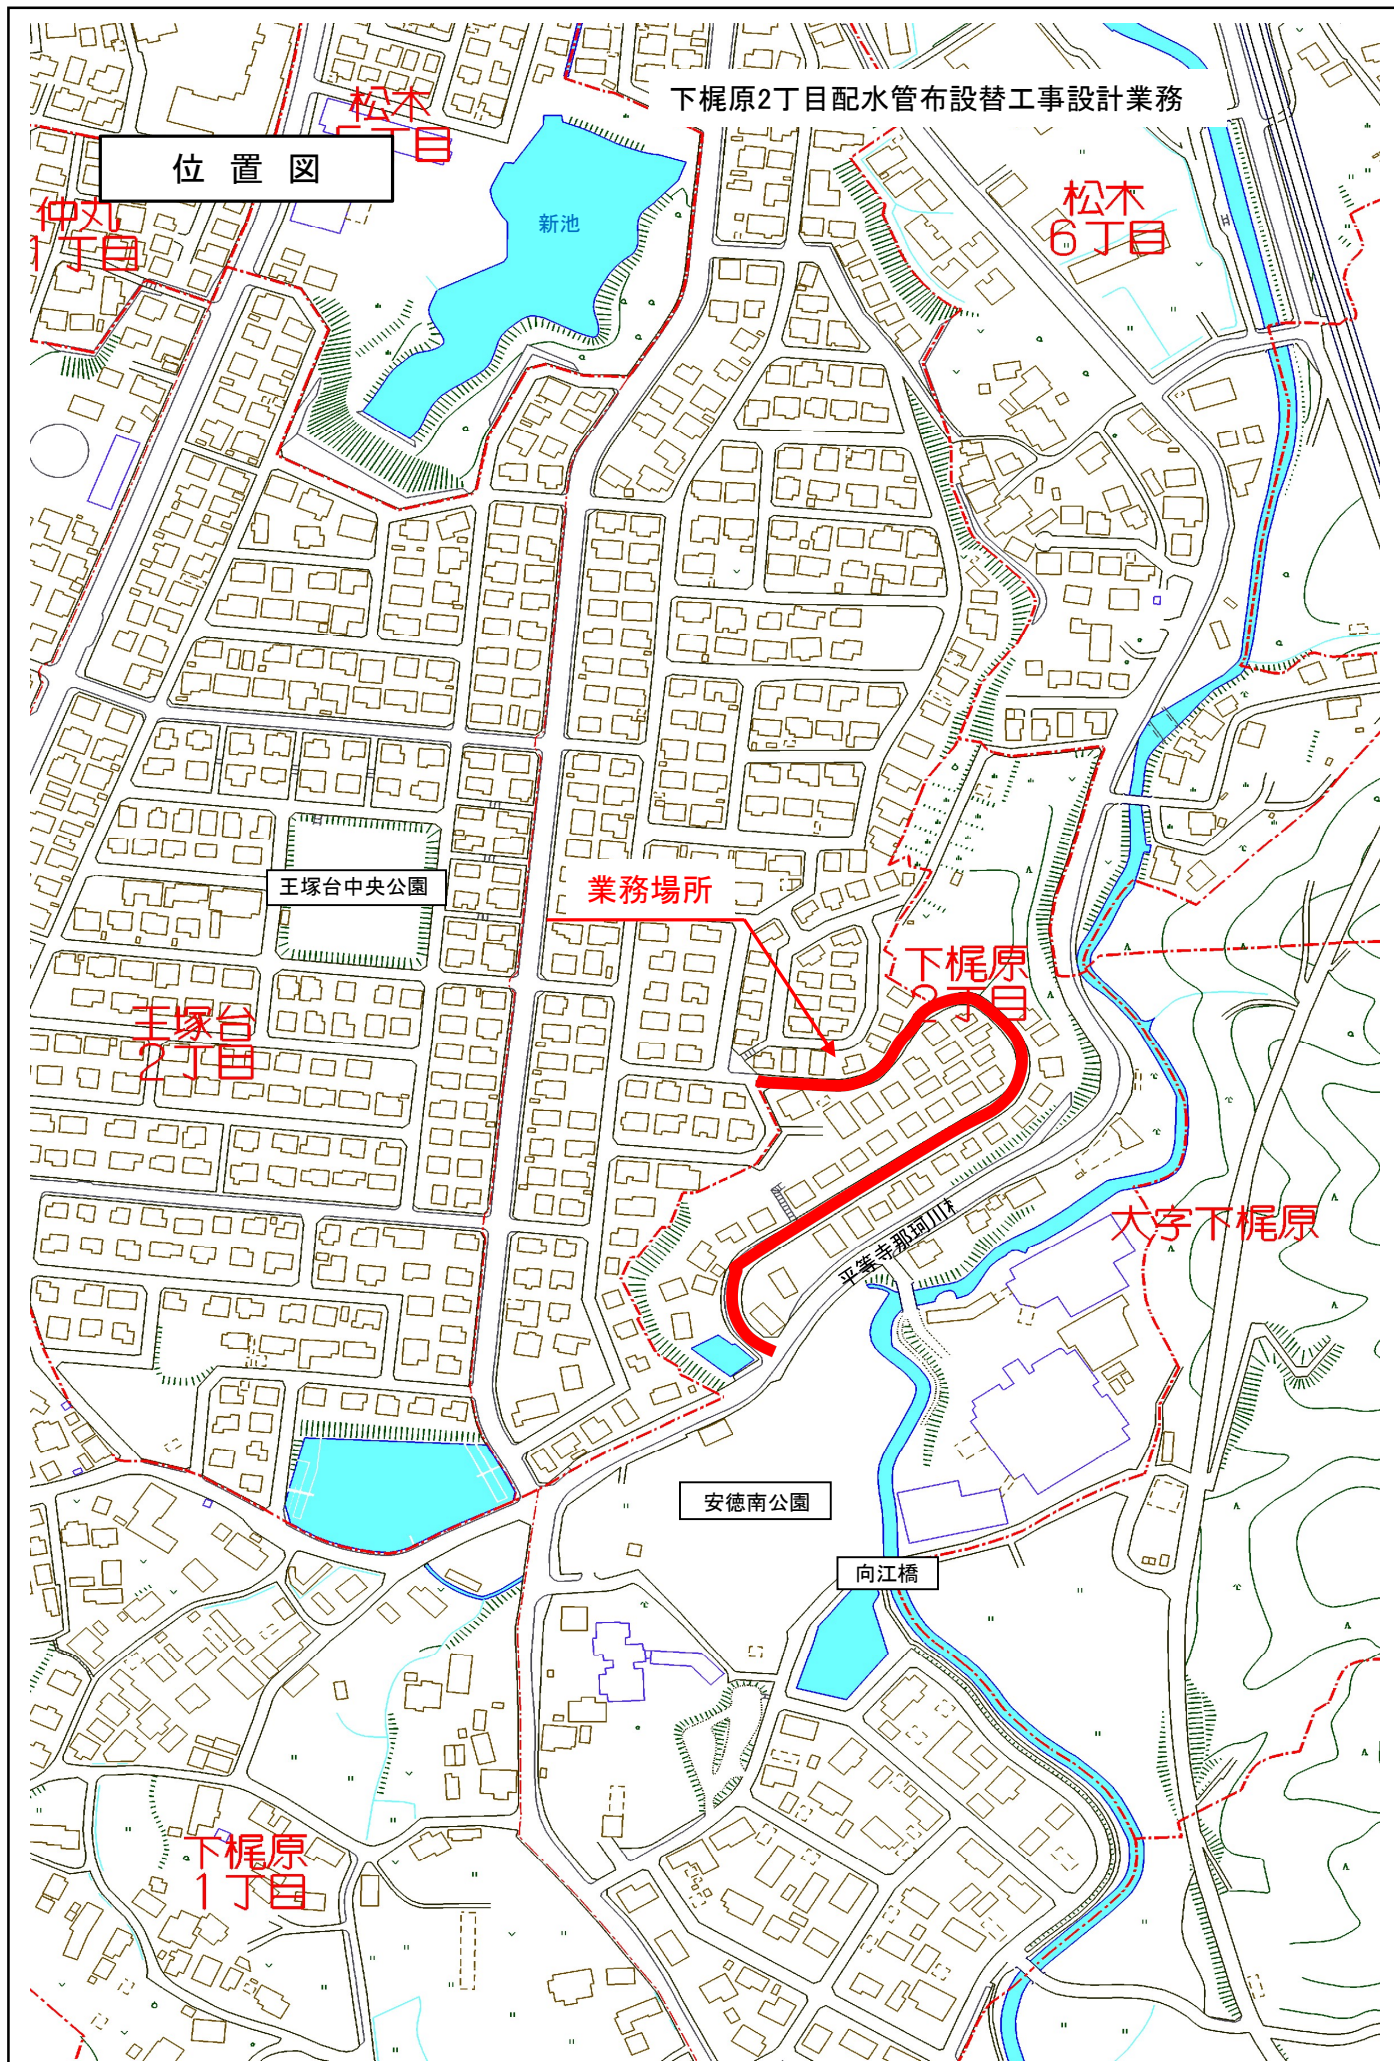 下梶原2丁目配水管布設替工事設計業務
位 置 図
松木
丁目
仲丸
1丁目
新池
松木
6丁目
王塚台中央公園
業務場所
下梶原
2丁目
王塚台
2丁目
平等寺那珂川
大字下梶原
安徳南公園
向江橋
下梶原
1丁目